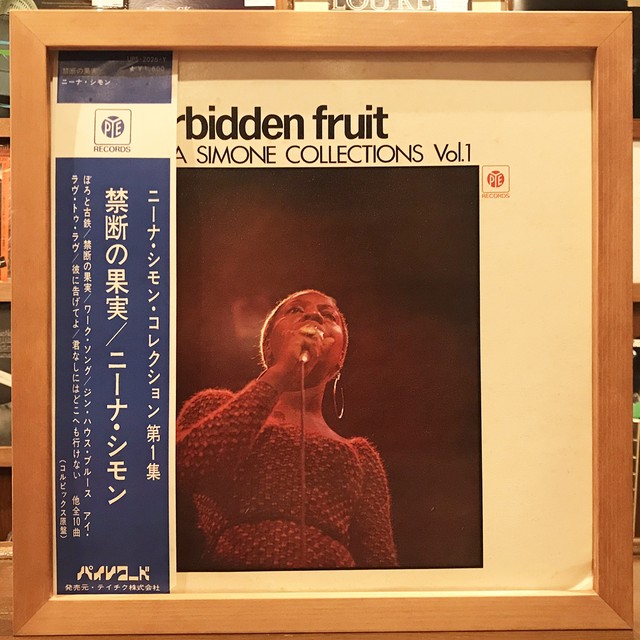 禁断の果実
ニーナ・シモン
PYE
RECORDS
ニーナ・シモン・コレクション 第1集
禁断の果実/ニーナ・シモン
ぼろと古鉄/禁断の果実/ワーク・ソング/ジン・ハウス・ブルース アイ・
ラヴ・トゥ・ラヴ/彼に告げてよ/君なしにはどこへも行けない 他全10曲
(コルピックス原盤)
パイレコード
発売元・テイチク株式会社
rbidden fruit
A SIMONE COLLECTIONS Vol.1
PYE
RECORDS